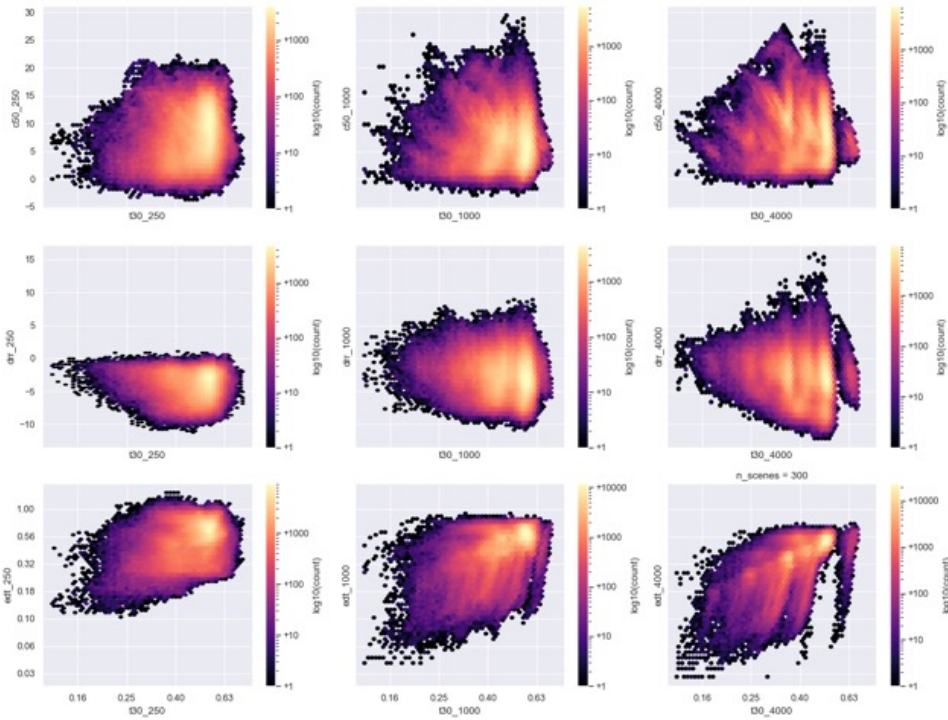 30
25
20
15
10
5
0
−5
c50_250
t30_250
+1000
+100
+10
+1
log10(count)
c50_1000
t30_1000
+1000
+100
+10
+1
log10(count)
c50_4000
t30_4000
+1000
+100
+10
+1
log10(count)
15
10
5
0
−5
−10
drr_250
t30_250
+1000
+100
+10
+1
log10(count)
drr_1000
t30_1000
+1000
+100
+10
+1
log10(count)
drr_4000
t30_4000
+1000
+100
+10
+1
log10(count)
n_scenes = 300
1.00
0.56
0.32
0.18
0.10
0.06
0.03
edt_250
0.16 0.25 0.40 0.63
t30_250
+1000
+100
+10
+1
log10(count)
edt_1000
0.16 0.25 0.40 0.63
t30_1000
+10000
+1000
+100
+10
+1
log10(count)
edt_4000
0.16 0.25 0.40 0.63
t30_4000
+10000
+1000
+100
+10
+1
log10(count)